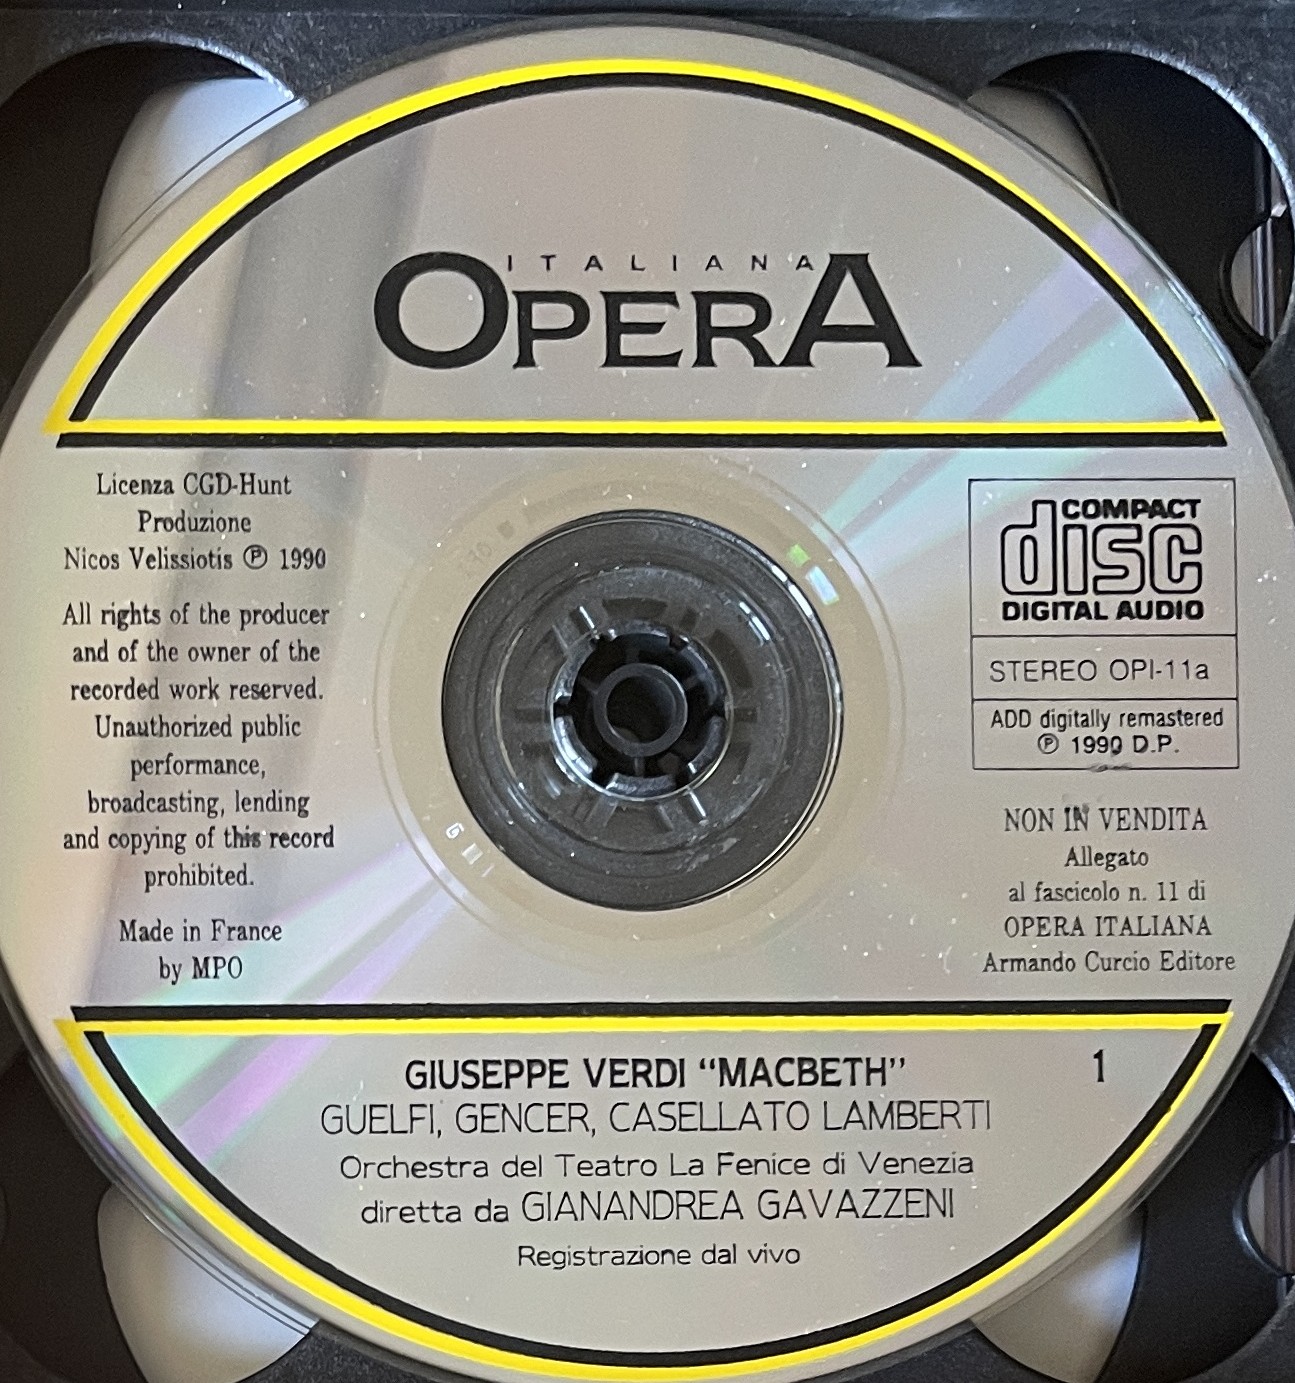 ITALIANA
OPERA
Licenza CGD-Hunt
Produzione
Nicos Velissiotis ℗ 1990
All rights of the producer
and of the owner of the
recorded work reserved.
Unauthorized public
performance,
broadcasting, lending
and copying of this record
prohibited.
Made in France
by MPO
COMPACT
disc
DIGITAL AUDIO
STEREO OPI-11a
ADD digitally remastered
℗ 1990 D.P.
NON IN VENDITA
Allegato
al fascicolo n. 11 di
OPERA ITALIANA
Armando Curcio Editore
GIUSEPPE VERDI “MACBETH” 1
GUELFI, GENCER, CASELLATO LAMBERTI
Orchestra del Teatro La Fenice di Venezia
diretta da GIANANDREA GAVAZZENI
Registrazione dal vivo